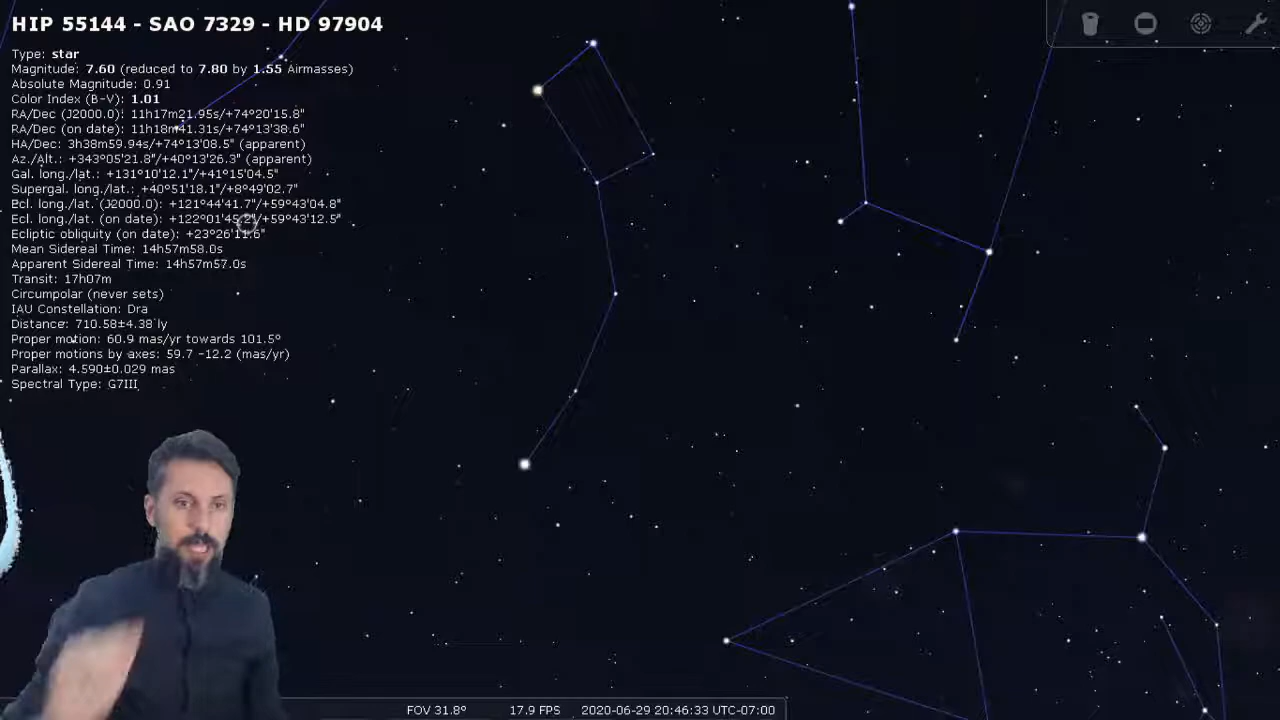 HIP 55144 - SAO 7329 - HD 97904
Type: star
Magnitude: 7.60 (reduced to 7.80 by 1.55 Airmasses)
Absolute Magnitude: 0.91
Color Index (B-V): 1.01
RA/Dec (J2000.0): 11h17m21.95s/+74°20'15.8"
RA/Dec (on date): 11h18m41.31s/+74°13'38.6"
HA/Dec: 3h38m59.94s/+74°13'08.5" (apparent)
Az./Alt.: +343°05'21.8"/+40°13'26.3" (apparent)
Gal. long./lat.: +131°10'12.1"/+41°15'04.5"
Supergal. long./lat.: +40°51'18.1"/+8°49'02.7"
Ecl. long./lat. (J2000.0): +121°44'41.7"/+59°43'04.8"
Ecl. long./lat. (on date): +122°01'45.2"/+59°43'12.5"
Ecliptic obliquity (on date): +23°26'11.6"
Mean Sidereal Time: 14h57m58.0s
Apparent Sidereal Time: 14h57m57.0s
Transit: 17h07m
Circumpolar (never sets)
IAU Constellation: Dra
Distance: 710.58±4.38 ly
Proper motion: 60.9 mas/yr towards 101.5°
Proper motions by axes: 59.7 -12.2 (mas/yr)
Parallax: 4.590±0.029 mas
Spectral Type: G7III
FOV 31.8° 17.9 FPS 2020-06-29 20:46:33 UTC-07:00